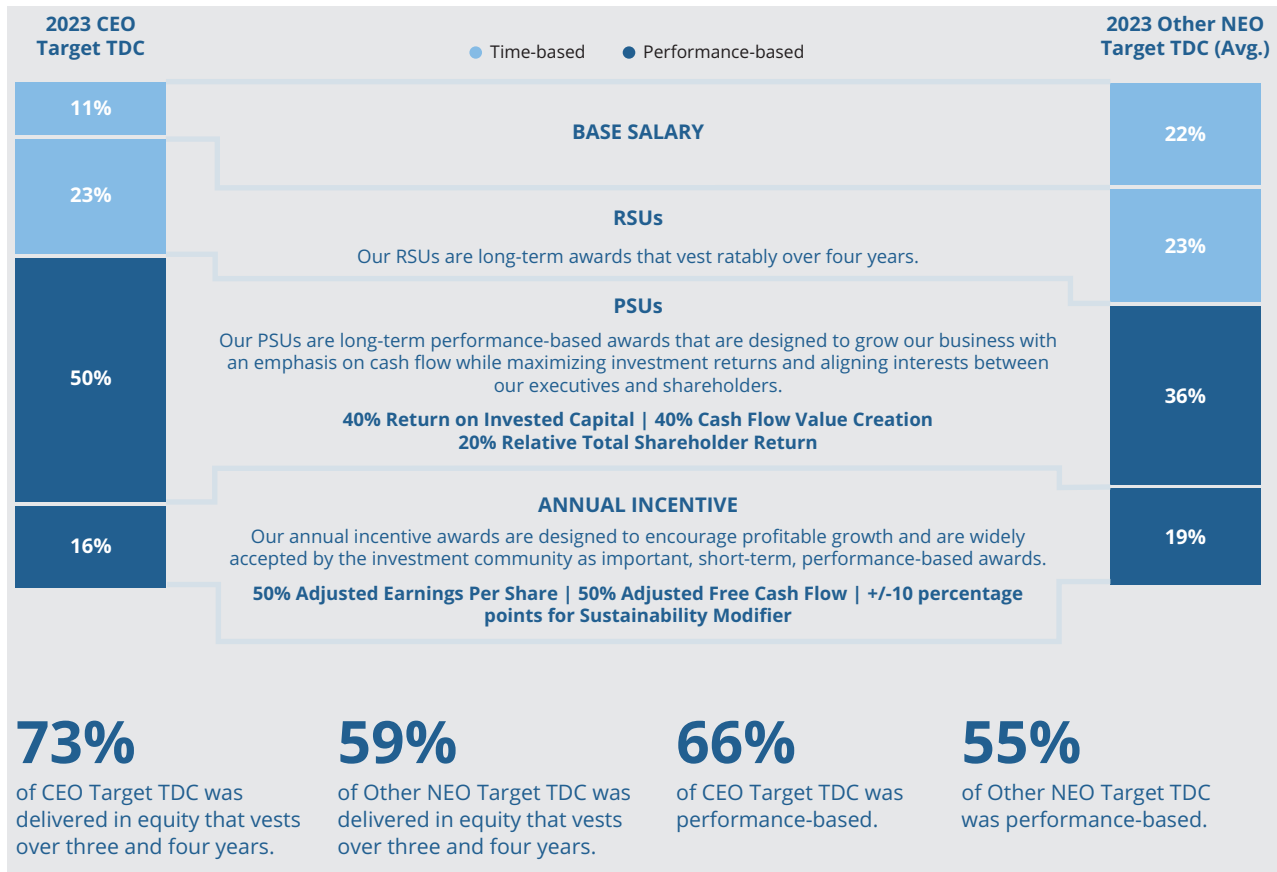 2023 CEO
Target TDC
Time-based
Performance-based
2023 Other NEO
Target TDC (Avg.)
11%
23%
50%
16%
BASE SALARY
RSUs
Our RSUs are long-term awards that vest ratably over four years.
PSUs
Our PSUs are long-term performance-based awards that are designed to grow our business with
an emphasis on cash flow while maximizing investment returns and aligning interests between
our executives and shareholders.
40% Return on Invested Capital | 40% Cash Flow Value Creation
20% Relative Total Shareholder Return
ANNUAL INCENTIVE
Our annual incentive awards are designed to encourage profitable growth and are widely
accepted by the investment community as important, short-term, performance-based awards.
50% Adjusted Earnings Per Share | 50% Adjusted Free Cash Flow | +/-10 percentage
points for Sustainability Modifier
22%
23%
36%
19%
73%
of CEO Target TDC was
delivered in equity that vests
over three and four years.
59%
of Other NEO Target TDC was
delivered in equity that vests
over three and four years.
66%
of CEO Target TDC was
performance-based.
55%
of Other NEO Target TDC
was performance-based.